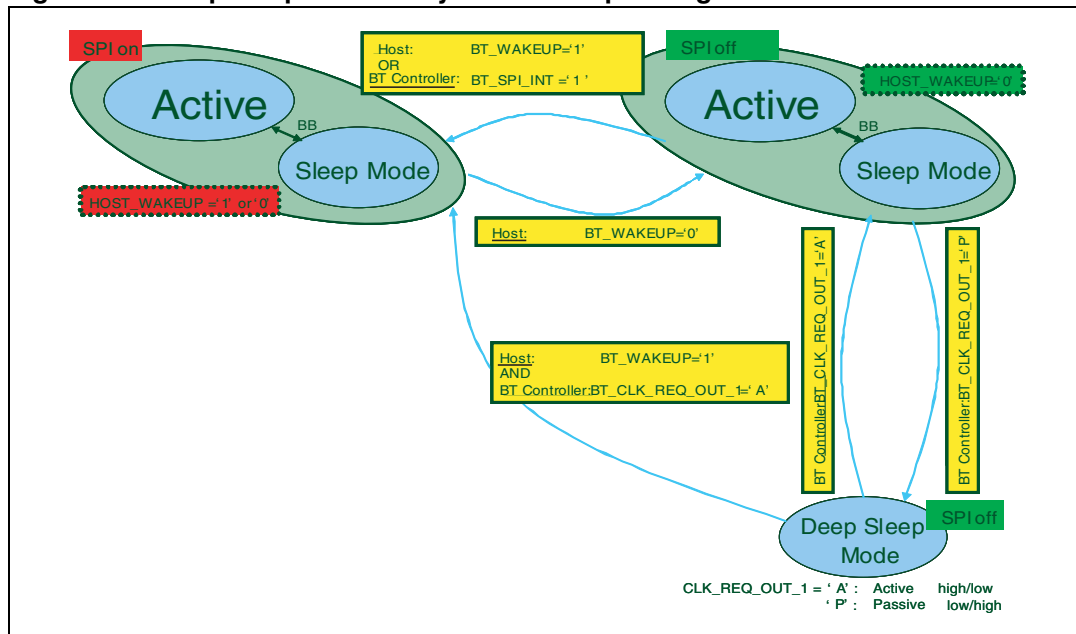 SPI on
Active
BB
Sleep Mode
HOST_WAKEUP ='1' or '0'
Host: BT_WAKEUP='1'
OR
BT Controller: BT_SPI_INT ='1'
SPI off
Active
HOST_WAKEUP='0'
BB
Sleep Mode
Host: BT_WAKEUP='0'
BT Controller:BT_CLK_REQ_OUT_1='A'
BT Controller:BT_CLK_REQ_OUT_1='P'
Host: BT_WAKEUP='1'
AND
BT Controller:BT_CLK_REQ_OUT_1='A'
SPI off
Deep Sleep
Mode
CLK_REQ_OUT_1 = 'A': Active high/low
'P': Passive low/high